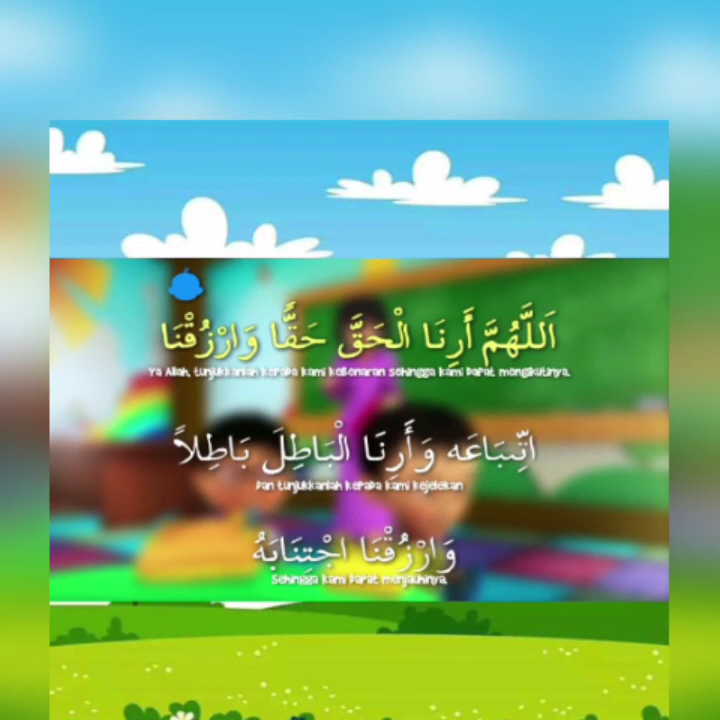 اَللَّهُمَّ أَرِنَا الْحَقَّ حَقًّا وَارْزُقْنَا
Ya Allah, tunjukkanlah kepada kami kebenaran sehingga kami dapat mengikutinya.
اتِّبَاعَه وَأَرِنَا الْبَاطِلَ بَاطِلاً
Dan tunjukkanlah kepada kami kejelekan
وَارْزُقْنَا اجْتِنَابَهُ
Sehingga kami dapat menjauhinya.